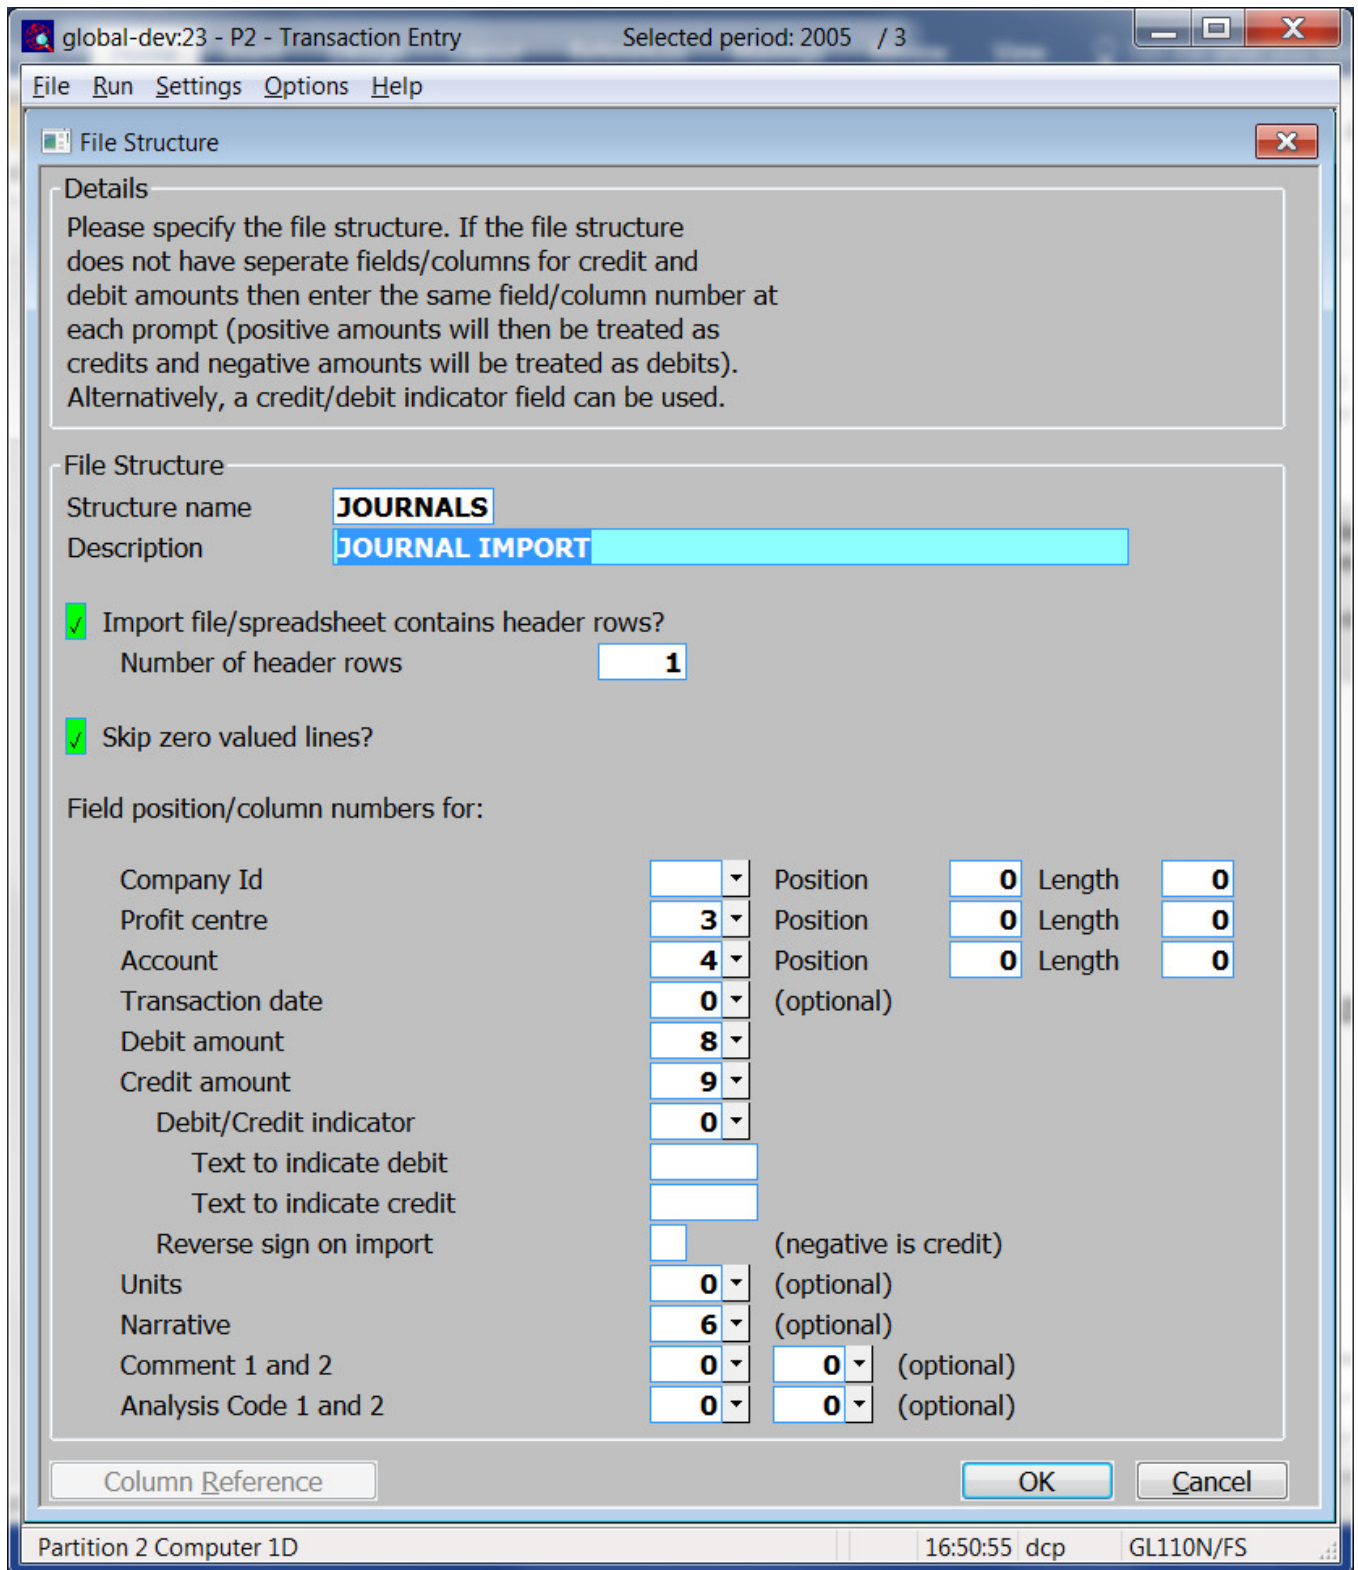 global-dev:23 - P2 - Transaction Entry Selected period: 2005 / 3
File Run Settings Options Help
File Structure
Details
Please specify the file structure. If the file structure
does not have seperate fields/columns for credit and
debit amounts then enter the same field/column number at
each prompt (positive amounts will then be treated as
credits and negative amounts will be treated as debits).
Alternatively, a credit/debit indicator field can be used.
File Structure
Structure name JOURNALS
Description JOURNAL IMPORT
✓ Import file/spreadsheet contains header rows?
Number of header rows 1
✓ Skip zero valued lines?
Field position/column numbers for:
Company Id Position 0 Length 0
Profit centre 3 Position 0 Length 0
Account 4 Position 0 Length 0
Transaction date 0 (optional)
Debit amount 8
Credit amount 9
Debit/Credit indicator 0
Text to indicate debit
Text to indicate credit
Reverse sign on import (negative is credit)
Units 0 (optional)
Narrative 6 (optional)
Comment 1 and 2 0 0 (optional)
Analysis Code 1 and 2 0 0 (optional)
Column Reference OK Cancel
Partition 2 Computer 1D 16:50:55 dcp GL110N/FS